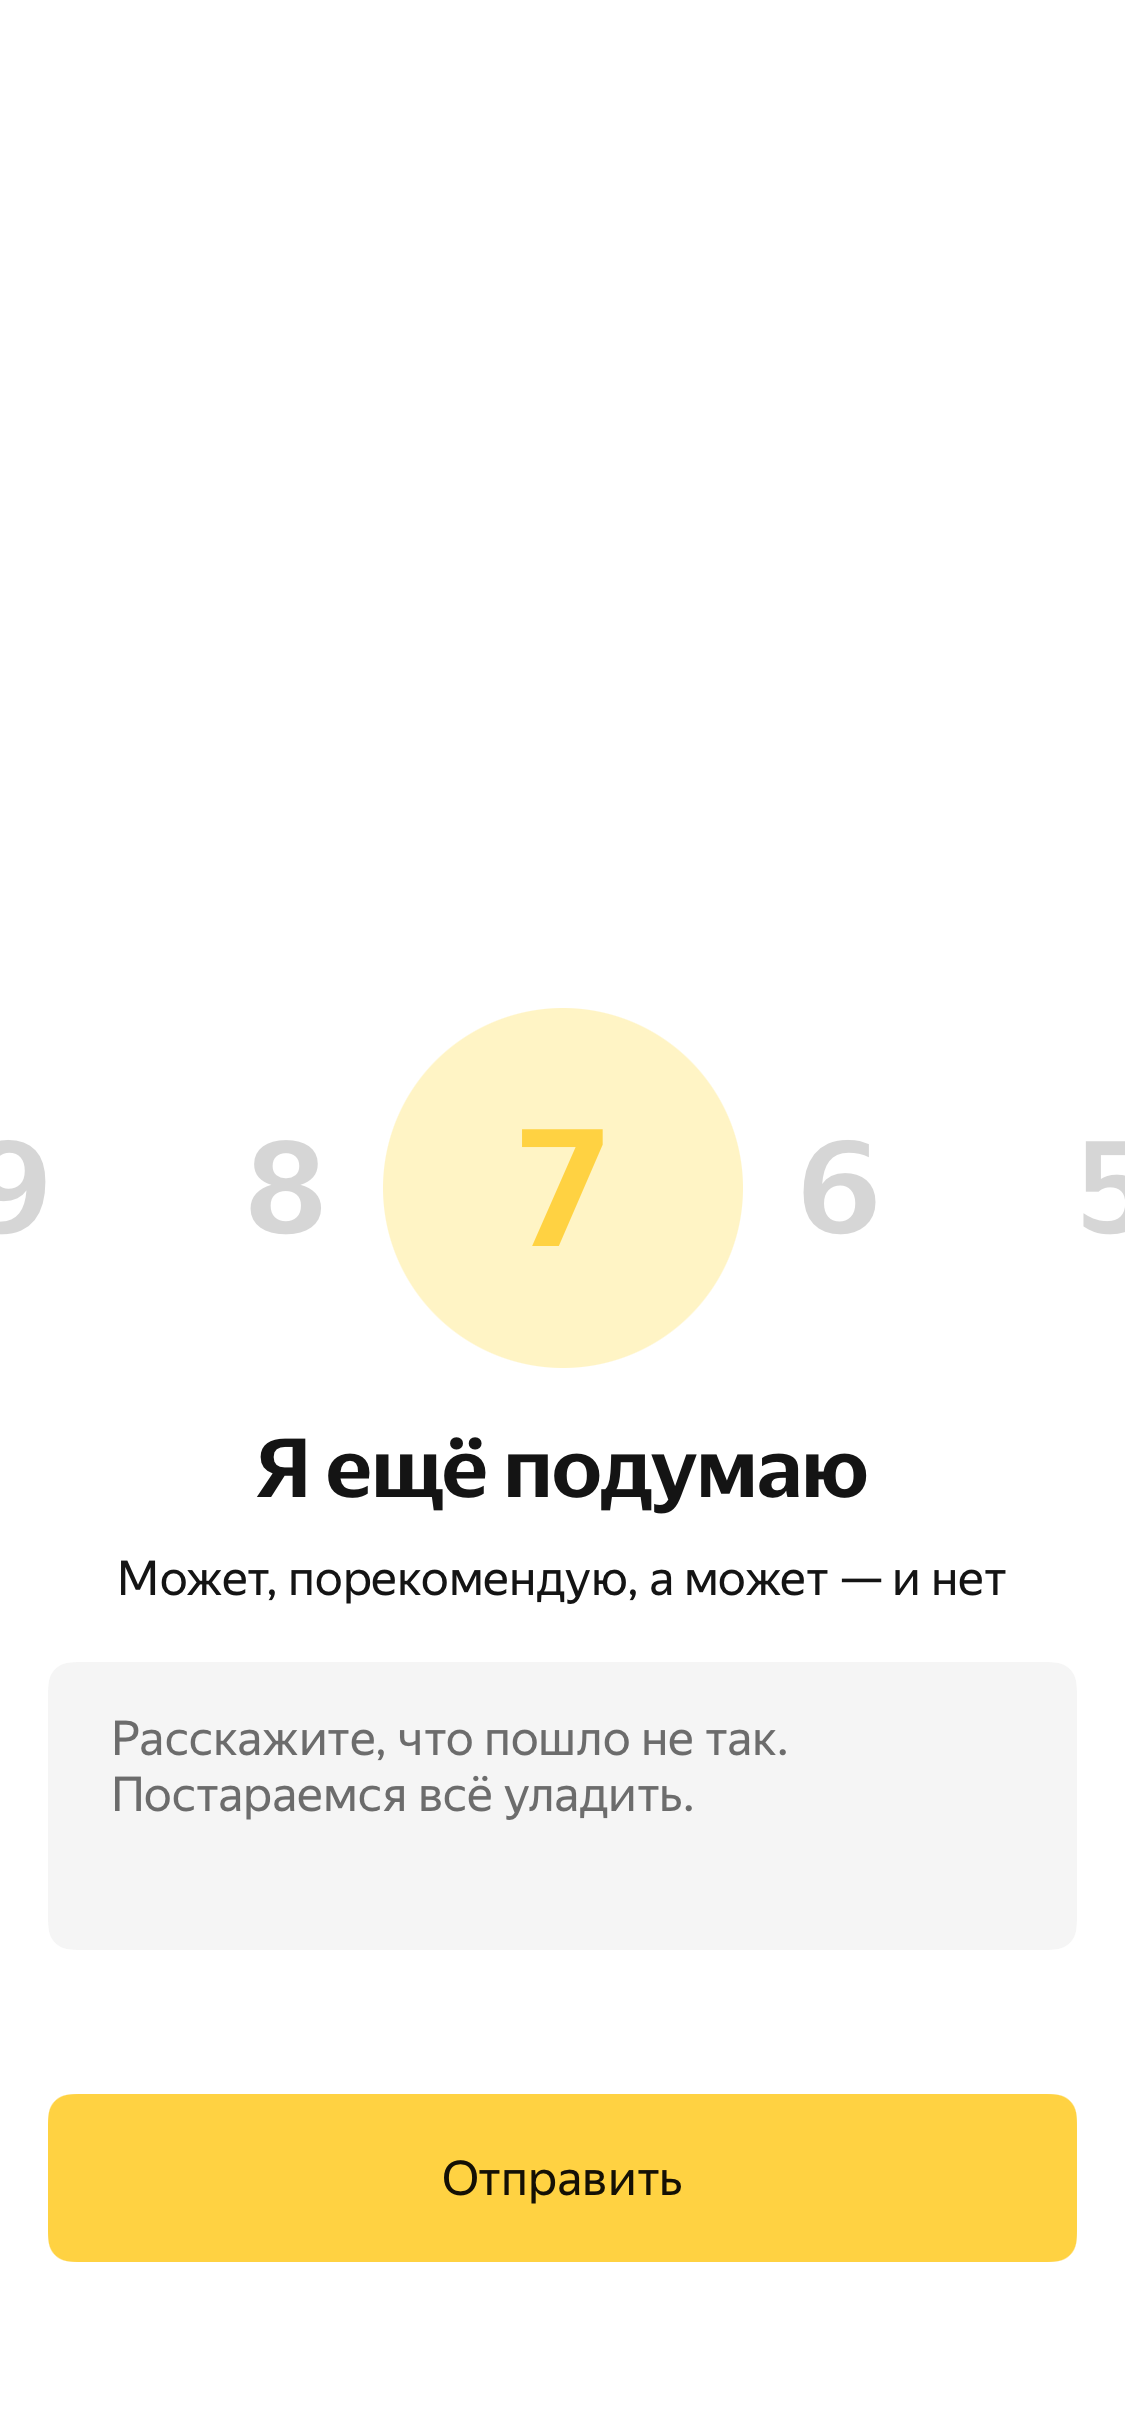 9 8 7 6 5
Я ещё подумаю
Может, порекомендую, а может — и нет
Расскажите, что пошло не так.
Постараемся всё уладить.
Отправить